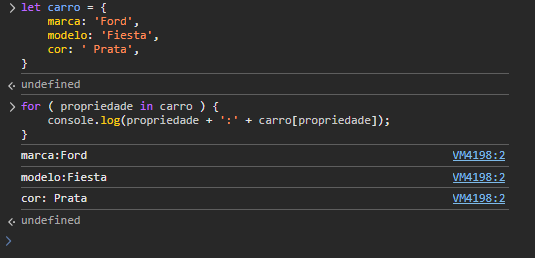 let carro = {
    marca: 'Ford',
    modelo: 'Fiesta',
    cor: ' Prata',
}
undefined
for ( propriedade in carro ) {
    console.log(propriedade + ':' + carro[propriedade]);
}
marca:Ford VM4198:2
modelo:Fiesta VM4198:2
cor: Prata VM4198:2
undefined